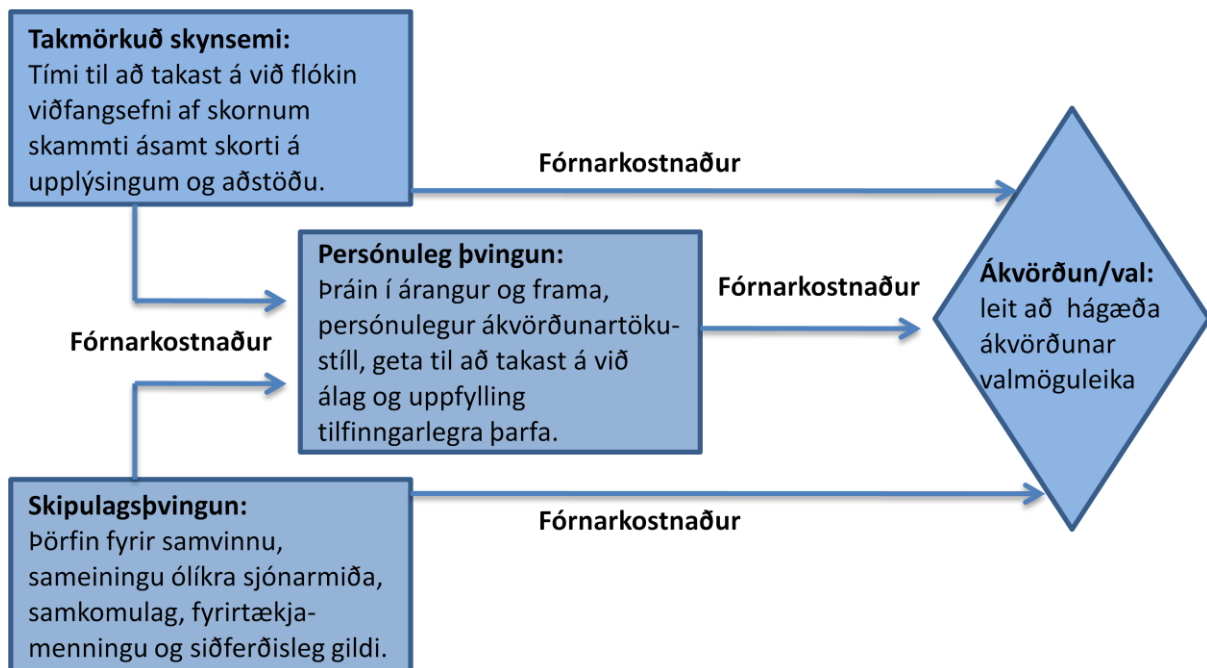 Takmörkuð skynsemi:
Tími til að takast á við flókin
viðfangsefni af skornum
skammti ásamt skorti á
upplýsingum og aðstöðu.
Fórnarkostnaður
Persónuleg þvingun:
Þráin í árangur og frama,
persónulegur ákvörðunartöku-
stíll, geta til að takast á við
álag og uppfylling
tilfinngarlegra þarfa.
Fórnarkostnaður
Fórnarkostnaður
Ákvörðun/val:
leit að hágæða
ákvörðunar
valmöguleika
Skipulagsþvingun:
Þörfin fyrir samvinnu,
sameiningu ólíkra sjónarmiða,
samkomulag, fyrirtækja-
menningu og siðferðisleg gildi.
Fórnarkostnaður